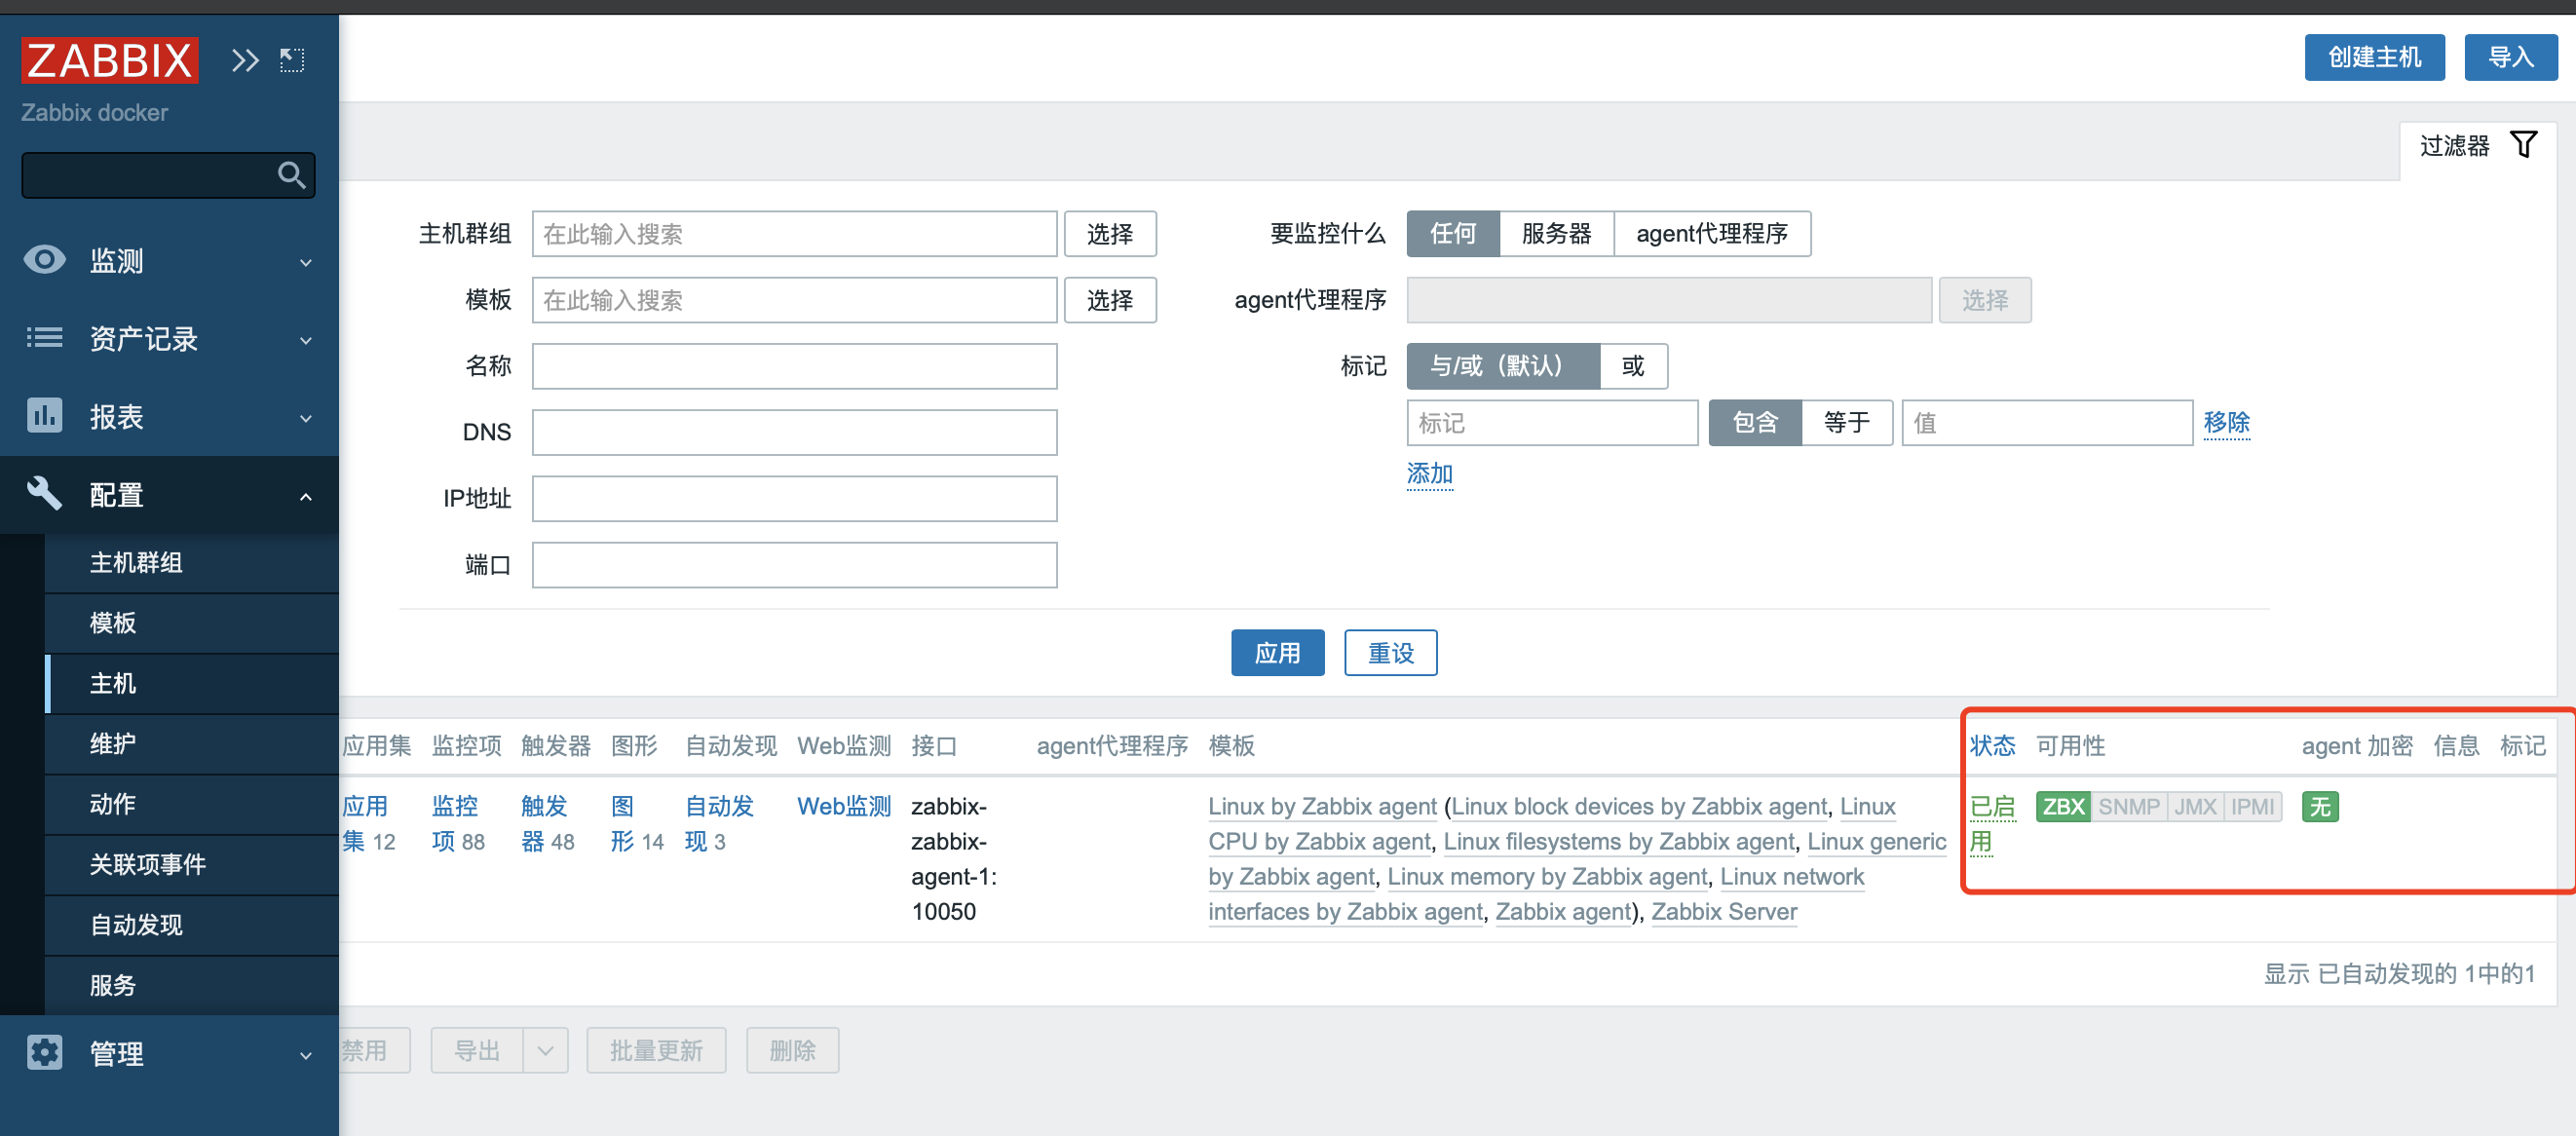 ZABBIX
Zabbix docker
监测
资产记录
报表
配置
主机群组
模板
主机
维护
动作
关联项事件
自动发现
服务
管理
创建主机 导入
过滤器
主机群组 在此输入搜索 选择
模板 在此输入搜索 选择
名称
DNS
IP地址
端口
要监控什么 任何 服务器 agent代理程序
agent代理程序 选择
标记 与/或（默认） 或
标记 包含 等于 值 移除
添加
应用 重设
应用集 监控项 触发器 图形 自动发现 Web监测 接口 agent代理程序 模板 状态 可用性 agent 加密 信息 标记
应用
集 12
监控
项 88
触发
器 48
图
形 14
自动发
现 3
Web监测
zabbix-
zabbix-
agent-1:
10050
Linux by Zabbix agent (Linux block devices by Zabbix agent, Linux
CPU by Zabbix agent, Linux filesystems by Zabbix agent, Linux generic
by Zabbix agent, Linux memory by Zabbix agent, Linux network
interfaces by Zabbix agent, Zabbix agent), Zabbix Server
已启
用
ZBX SNMP JMX IPMI
无
显示 已自动发现的 1中的1
禁用 导出 批量更新 删除